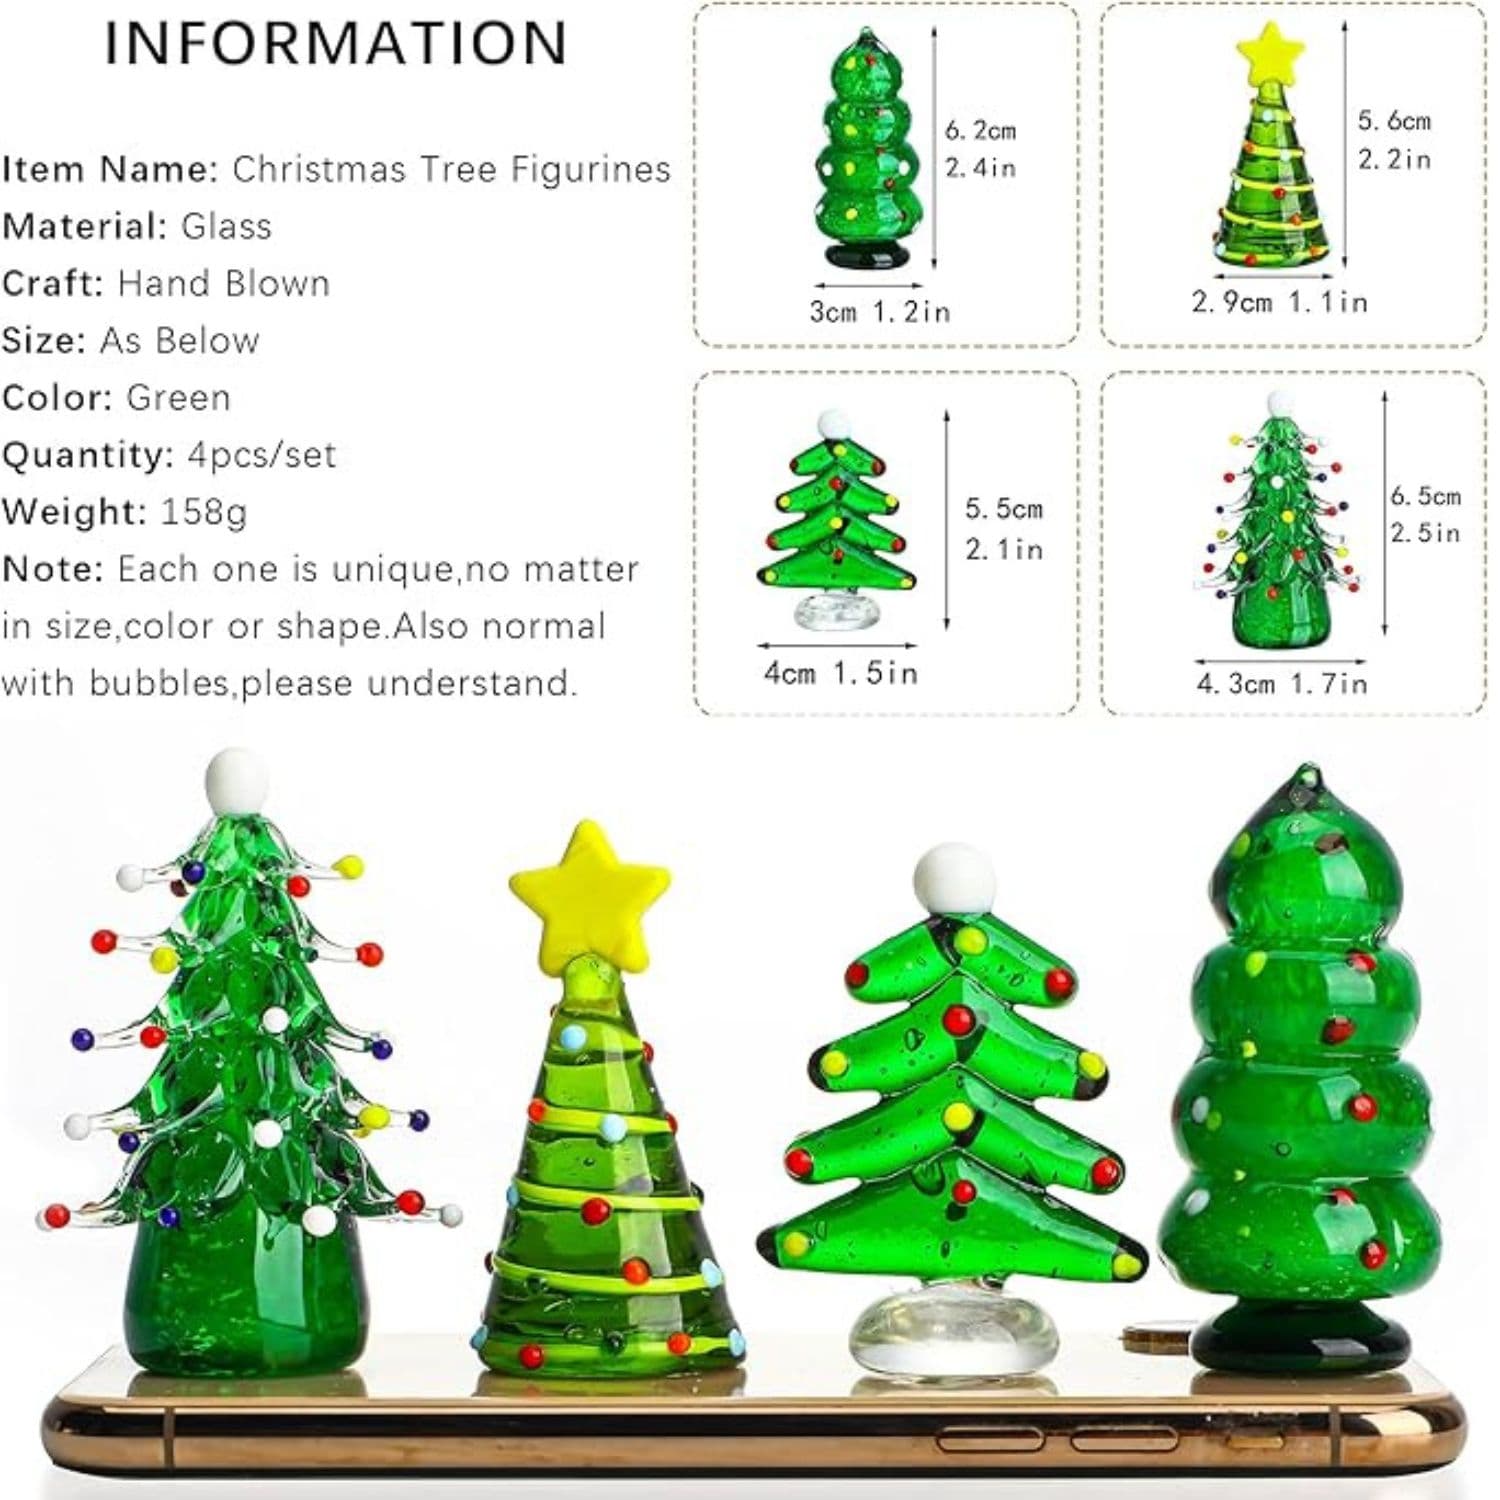 INFORMATION
Item Name: Christmas Tree Figurines
Material: Glass
Craft: Hand Blown
Size: As Below
Color: Green
Quantity: 4pcs/set
Weight: 158g
Note: Each one is unique,no matter
in size,color or shape.Also normal
with bubbles,please understand.
6.2cm
2.4in
3cm 1.2in
5.6cm
2.2in
2.9cm 1.1in
5.5cm
2.1in
4cm 1.5in
6.5cm
2.5in
4.3cm 1.7in